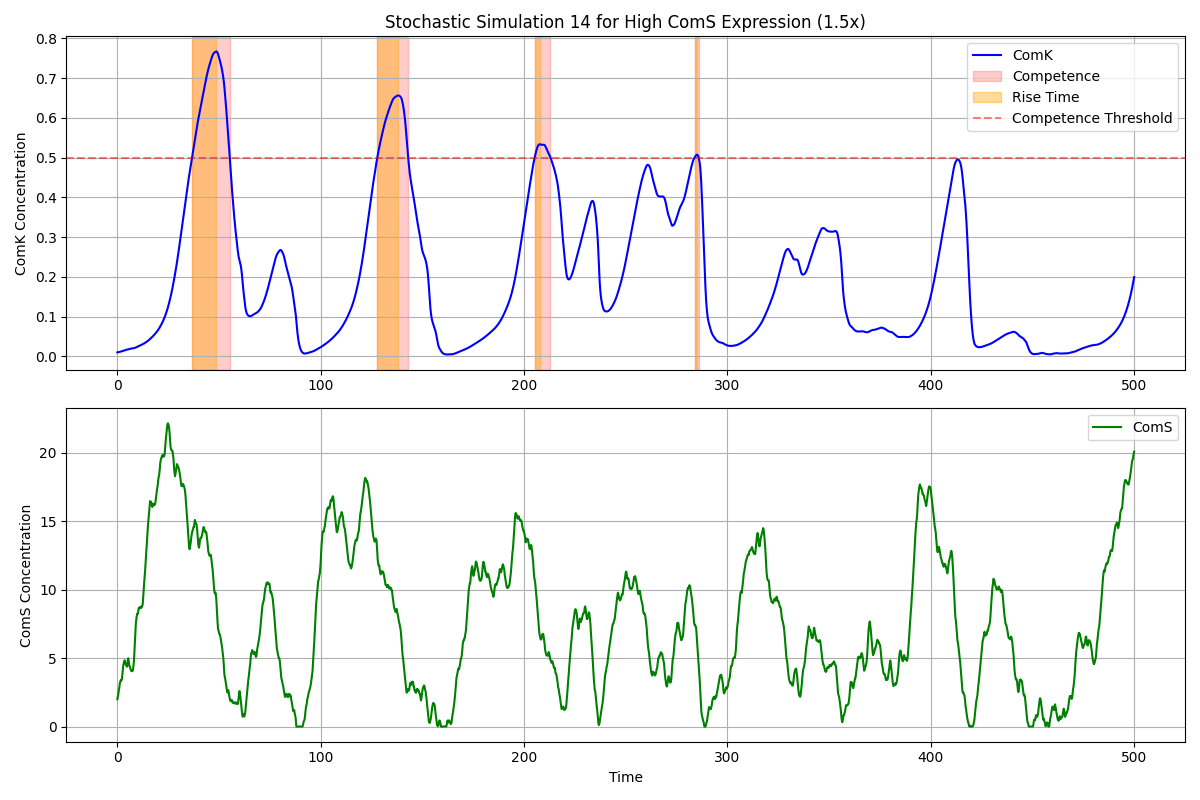 Stochastic Simulation 14 for High ComS Expression (1.5x)
ComK Concentration
0.8
0.7
0.6
0.5
0.4
0.3
0.2
0.1
0.0
ComK
Competence
Rise Time
Competence Threshold
0 100 200 300 400 500
ComS Concentration
20
15
10
5
0
ComS
0 100 200 300 400 500
Time